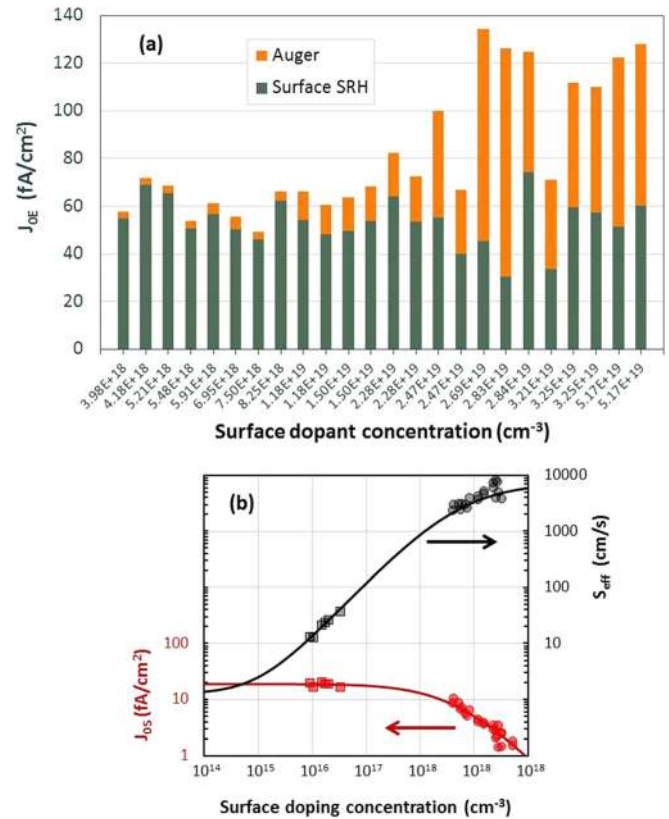 (a)
Auger
Surface SRH
J0E (fA/cm²)
140
120
100
80
60
40
20
0
3.98E+18
4.18E+18
5.21E+18
5.48E+18
5.91E+18
6.95E+18
7.50E+18
8.25E+18
1.18E+19
1.18E+19
1.50E+19
1.50E+19
2.28E+19
2.28E+19
2.47E+19
2.47E+19
2.69E+19
2.83E+19
2.84E+19
3.21E+19
3.25E+19
3.25E+19
5.17E+19
5.17E+19
Surface dopant concentration (cm⁻³)
(b)
10000
1000
100
10
Seff (cm/s)
100
10
1
J0S (fA/cm²)
10¹⁴ 10¹⁵ 10¹⁶ 10¹⁷ 10¹⁸ 10¹⁸ 10¹⁸
Surface doping concentration (cm⁻³)